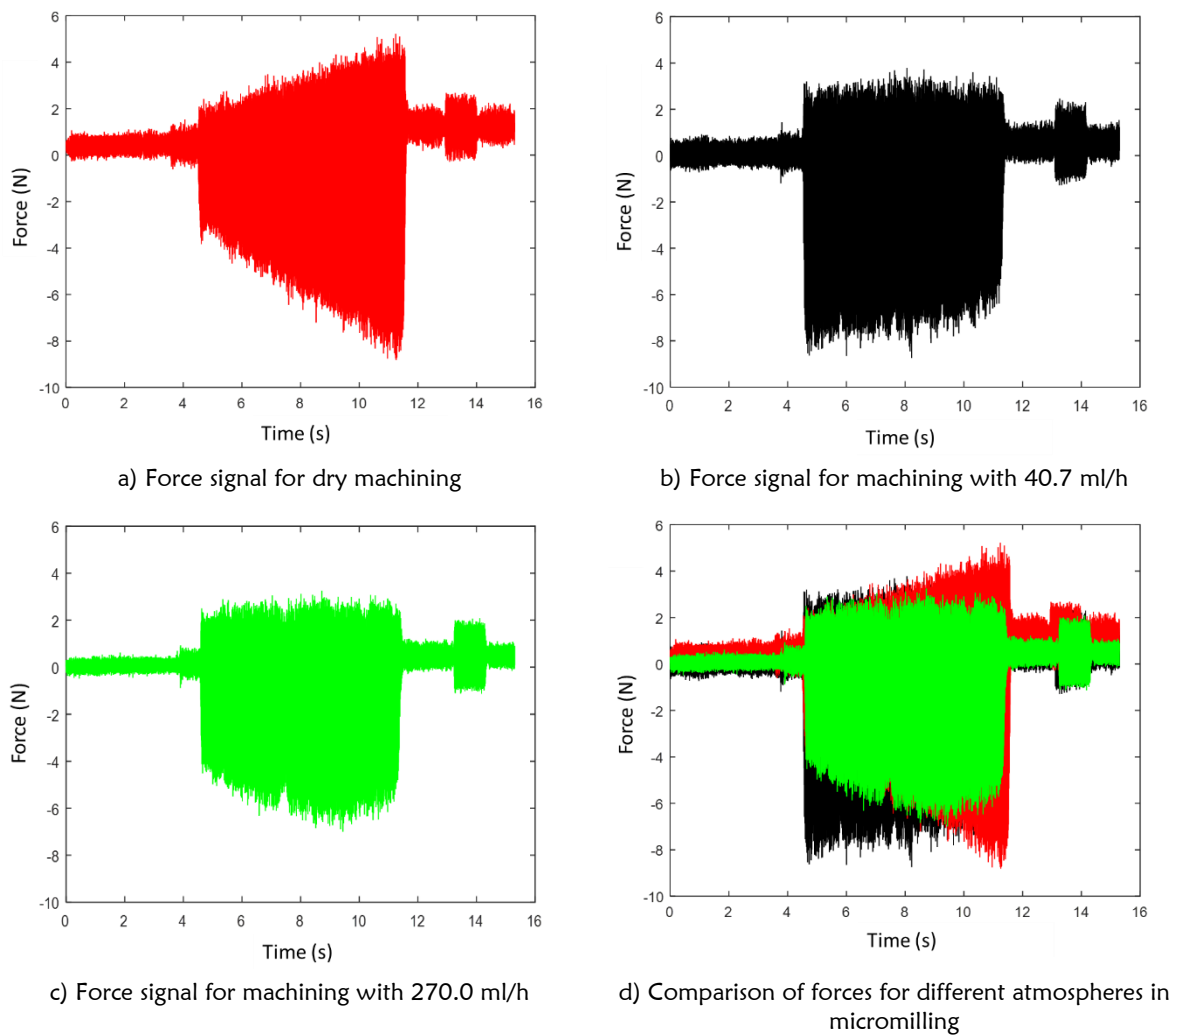 6
4
2
0
-2
-4
-6
-8
-10
Force (N)
0 2 4 6 8 10 12 14 16
Time (s)
a) Force signal for dry machining
6
4
2
0
-2
-4
-6
-8
-10
Force (N)
0 2 4 6 8 10 12 14 16
Time (s)
b) Force signal for machining with 40.7 ml/h
6
4
2
0
-2
-4
-6
-8
-10
Force (N)
0 2 4 6 8 10 12 14 16
Time (s)
c) Force signal for machining with 270.0 ml/h
6
4
2
0
-2
-4
-6
-8
-10
Force (N)
0 2 4 6 8 10 12 14 16
Time (s)
d) Comparison of forces for different atmospheres in
micromilling